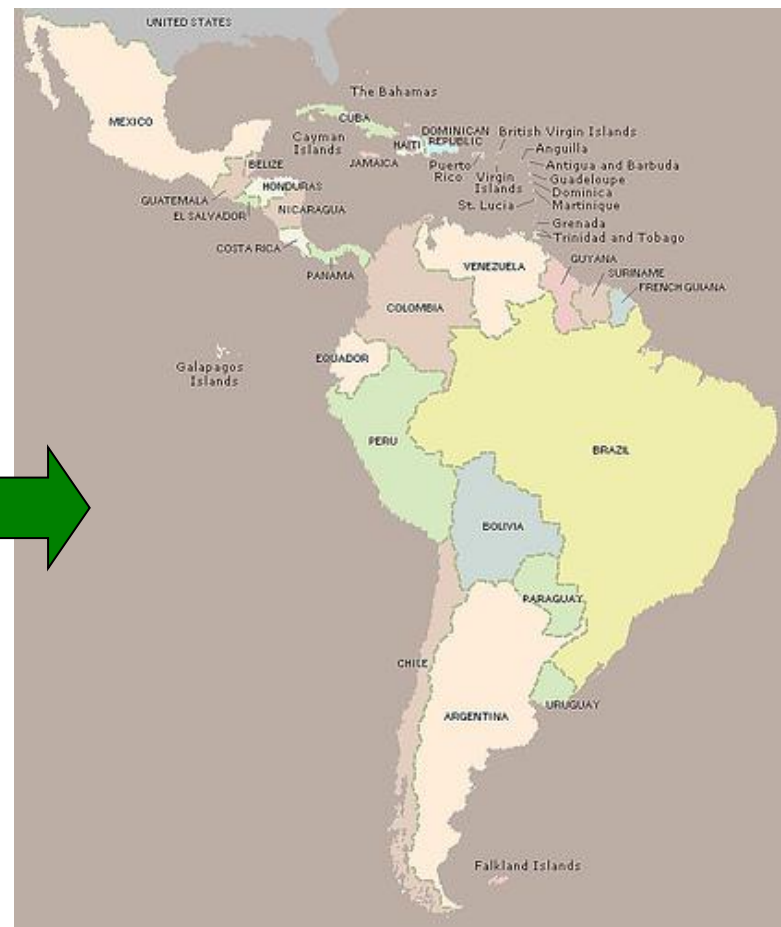 UNITED STATES
The Bahamas
MEXICO
CUBA
Cayman
Islands
DOMINICAN
REPUBLIC
HAITI
British Virgin Islands
JAMAICA
Puerto
Rico
Virgin
Islands
Anguilla
Antigua and Barbuda
Guadeloupe
Dominica
Martinique
St. Lucia
BELIZE
HONDURAS
GUATEMALA
EL SALVADOR
NICARAGUA
Grenada
Trinidad and Tobago
COSTA RICA
PANAMA
VENEZUELA
GUYANA
SURINAME
FRENCH GUIANA
COLOMBIA
Galapagos
Islands
EQUADOR
PERU
BRAZIL
BOLIVIA
PARAGUAY
CHILE
ARGENTINA
URUGUAY
Falkland Islands